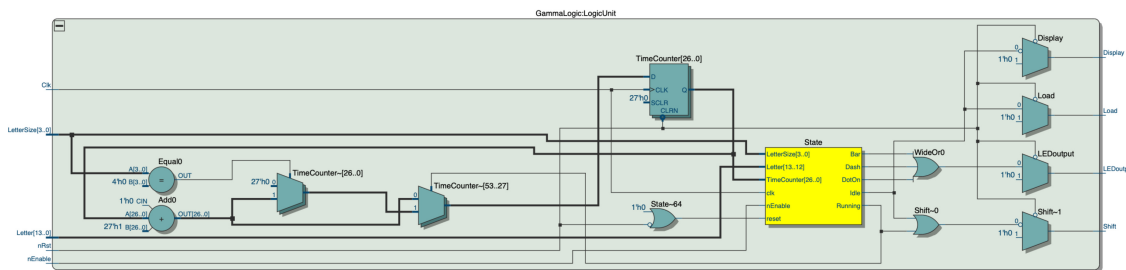 GammaLogic:LogicUnit
Display
0
1'h0 1
Display
TimeCounter[26..0]
D
CLK Q
27'h0 SCLR
CLRN
Clk
Load
0
1'h0 1
Load
LetterSize[3..0]
State
LetterSize[3..0] Bar
Letter[13..12] Dash
TimeCounter[26..0] DotOn
clk Idle
nEnable Running
reset
WideOr0
LEDoutput
0
1'h0 1
LEDoutp
Equal0
A[3..0]
= OUT
4'h0 B[3..
TimeCounter~[26..0]
27'h0 0
1
TimeCounter~[53..27]
0
1
Add0
1'h0 CIN
A[26..0]
+ OUT[26..0]
27'h1 B[26..0]
State~64
1'h0
Shift~0
Shift~1
0
1'h0 1
Shift
Letter[13..0]
nRst
nEnable